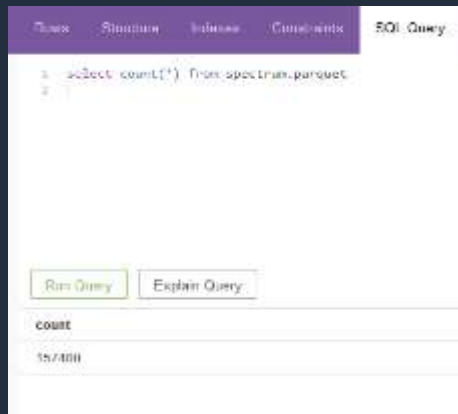 Rows Structure Indexes Constraints SQL Query
1 select count(*) from spectrum.parquet
2
Run Query Explain Query
count